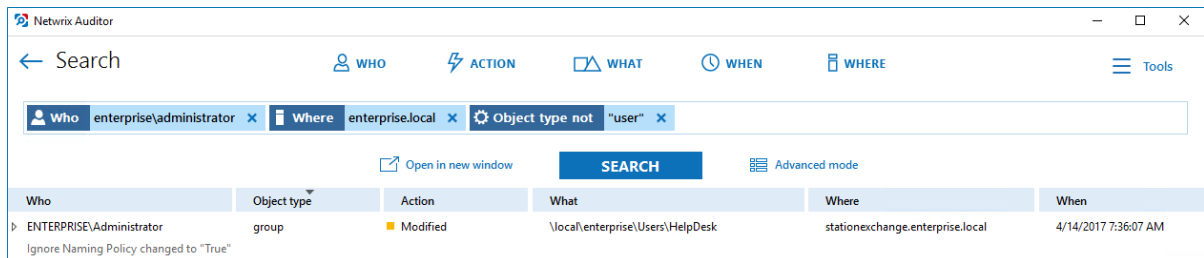 Netwrix Auditor
Search WHO ACTION WHAT WHEN WHERE Tools
Who enterprise\administrator Where enterprise.local Object type not "user"
Open in new window SEARCH Advanced mode
Who Object type Action What Where When
ENTERPRISE\Administrator group Modified \local\enterprise\Users\HelpDesk stationexchange.enterprise.local 4/14/2017 7:36:07 AM
Ignore Naming Policy changed to "True"